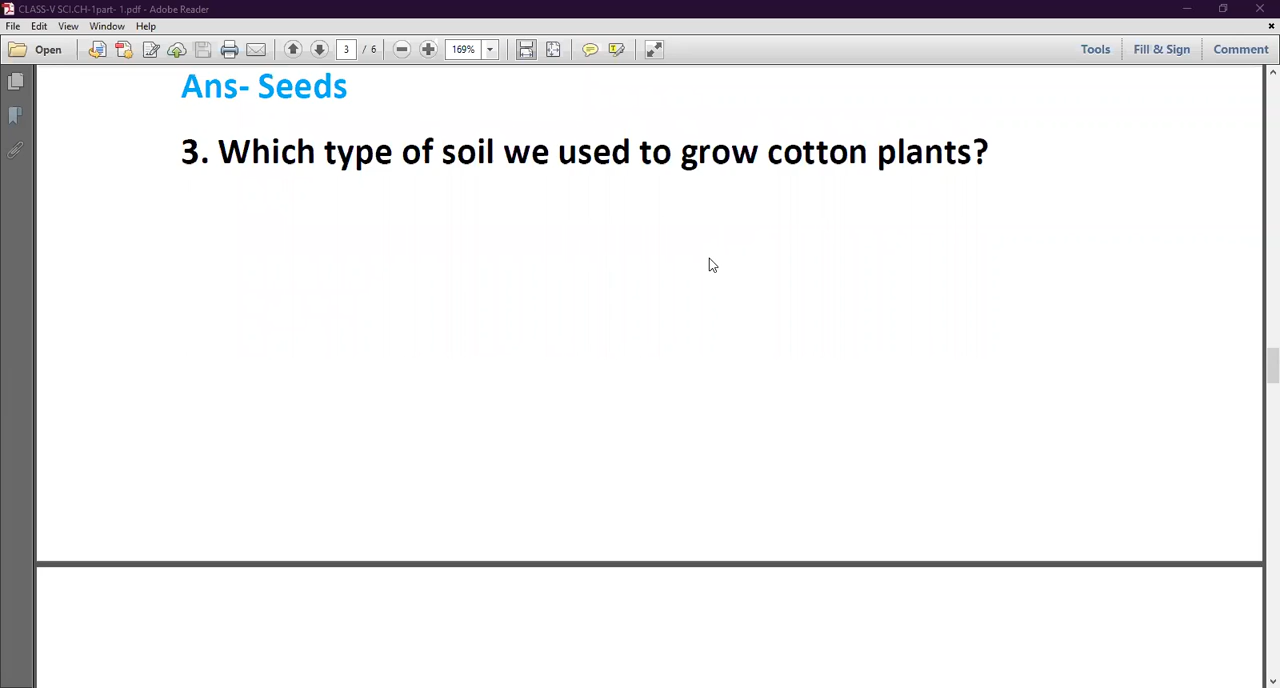 CLASS-V SCI.CH-1part- 1.pdf - Adobe Reader
File Edit View Window Help
Open 3 / 6 169% Tools Fill & Sign Comment
Ans- Seeds
3. Which type of soil we used to grow cotton plants?